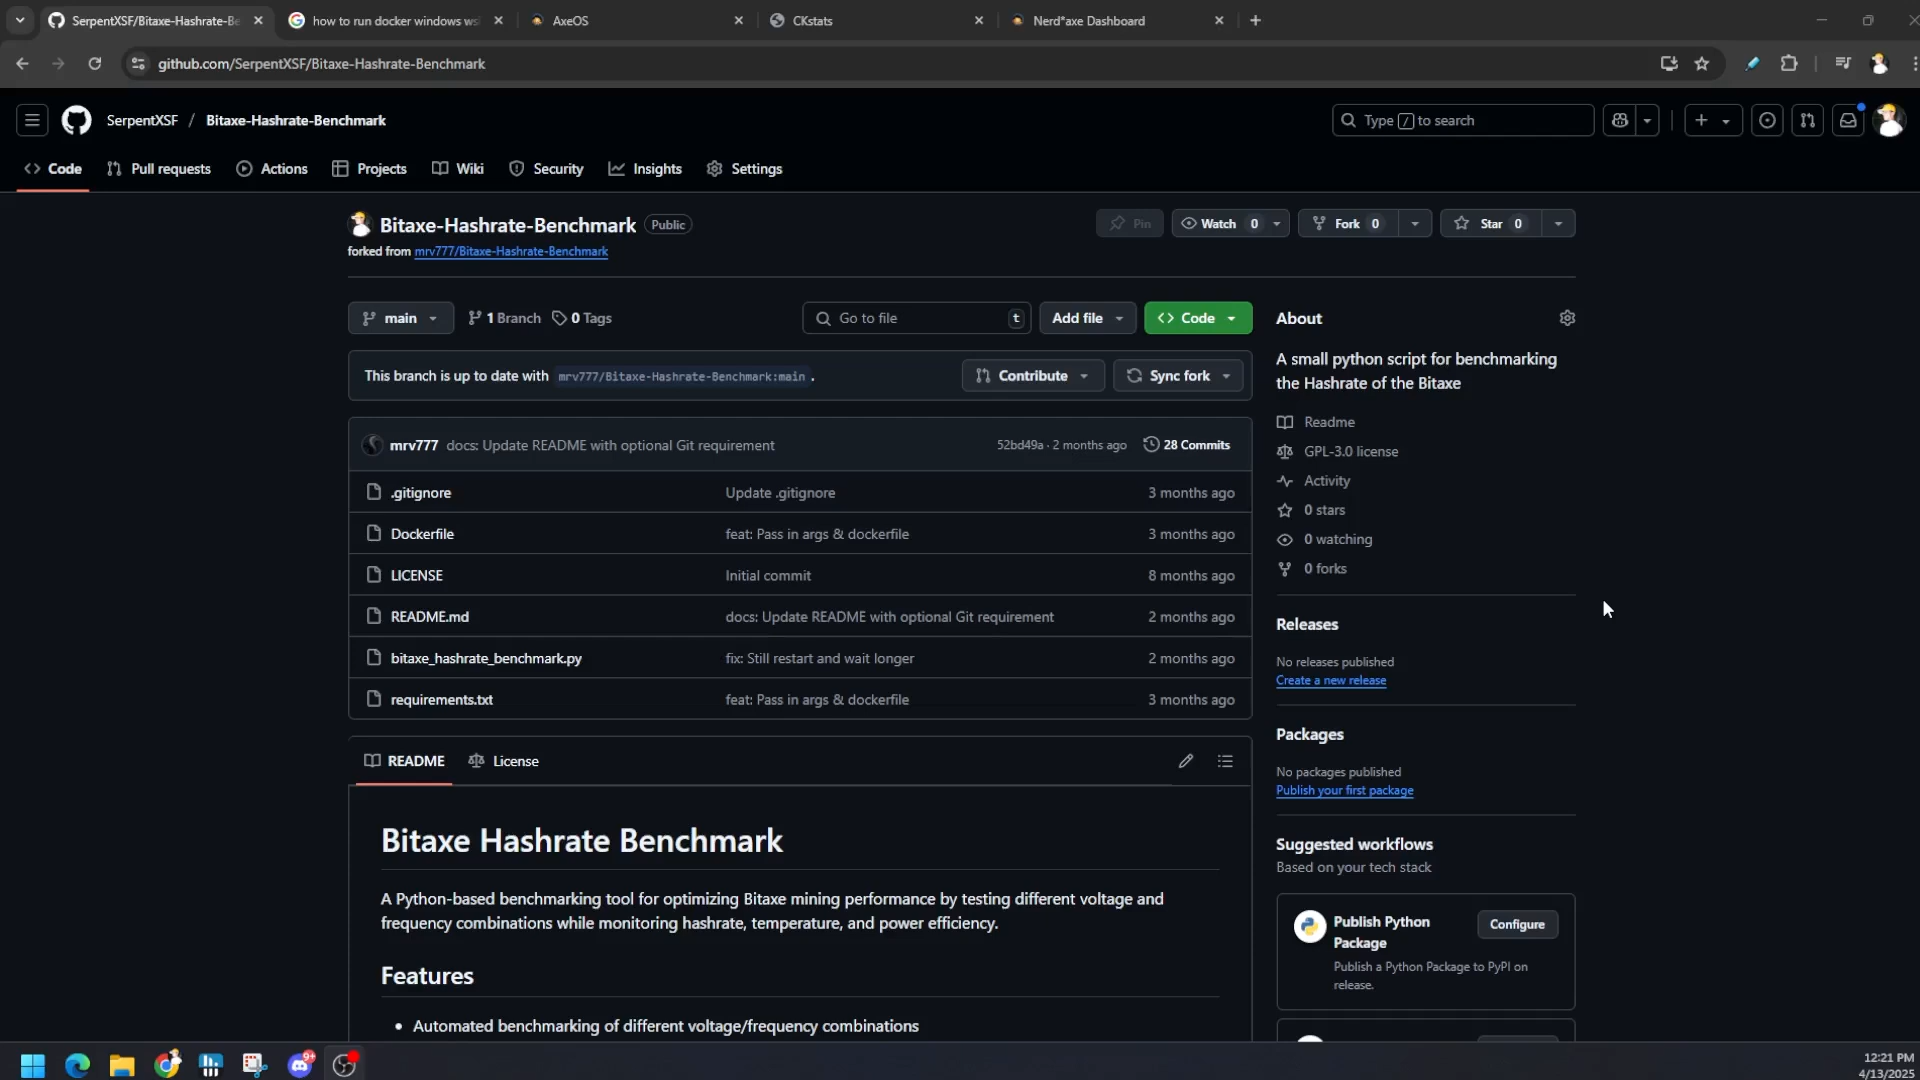 SerpentXSF/Bitaxe-Hashrate-Be
how to run docker windows ws
AxeOS
CKstats
Nerd*axe Dashboard
github.com/SerpentXSF/Bitaxe-Hashrate-Benchmark
SerpentXSF / Bitaxe-Hashrate-Benchmark
Type / to search
Code
Pull requests
Actions
Projects
Wiki
Security
Insights
Settings
Bitaxe-Hashrate-Benchmark
Public
Pin
Watch 0
Fork 0
Star 0
forked from mrv777/Bitaxe-Hashrate-Benchmark
main
1 Branch
0 Tags
Go to file
t
Add file
Code
About
This branch is up to date with mrv777/Bitaxe-Hashrate-Benchmark:main .
Contribute
Sync fork
A small python script for benchmarking
the Hashrate of the Bitaxe
Readme
GPL-3.0 license
Activity
0 stars
0 watching
0 forks
mrv777 docs: Update README with optional Git requirement
52bd49a · 2 months ago
28 Commits
.gitignore
Update .gitignore
3 months ago
Dockerfile
feat: Pass in args & dockerfile
3 months ago
LICENSE
Initial commit
8 months ago
README.md
docs: Update README with optional Git requirement
2 months ago
bitaxe_hashrate_benchmark.py
fix: Still restart and wait longer
2 months ago
requirements.txt
feat: Pass in args & dockerfile
3 months ago
Releases
No releases published
Create a new release
Packages
No packages published
Publish your first package
README
License
Bitaxe Hashrate Benchmark
A Python-based benchmarking tool for optimizing Bitaxe mining performance by testing different voltage and
frequency combinations while monitoring hashrate, temperature, and power efficiency.
Features
• Automated benchmarking of different voltage/frequency combinations
Suggested workflows
Based on your tech stack
Publish Python
Package
Configure
Publish a Python Package to PyPI on
release.
9+
12:21 PM
4/13/2025